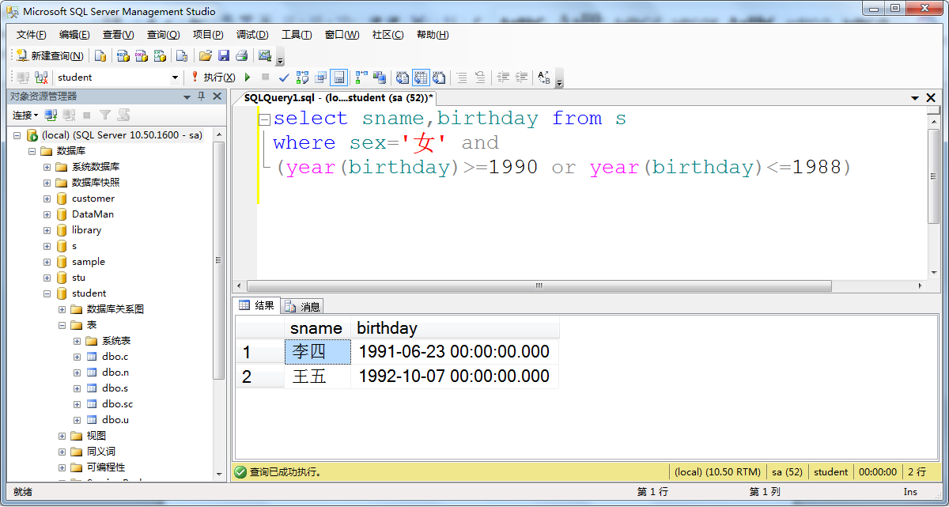 Microsoft SQL Server Management Studio
文件(F) 编辑(E) 查看(V) 查询(Q) 项目(P) 调试(D) 工具(T) 窗口(W) 社区(C) 帮助(H)
新建查询(N)
student 执行(X)
对象资源管理器
连接
(local) (SQL Server 10.50.1600 - sa)
数据库
系统数据库
数据库快照
customer
DataMan
library
s
sample
stu
student
数据库关系图
表
系统表
dbo.c
dbo.n
dbo.s
dbo.sc
dbo.u
视图
同义词
可编程性
SQLQuery1.sql - (lo....student (sa (52))*
select sname,birthday from s
where sex='女' and
(year(birthday)>=1990 or year(birthday)<=1988)
结果 消息
sname birthday
1 李四 1991-06-23 00:00:00.000
2 王五 1992-10-07 00:00:00.000
查询已成功执行。 (local) (10.50 RTM) sa (52) student 00:00:00 2 行
就绪 第 1 行 第 1 列 Ins